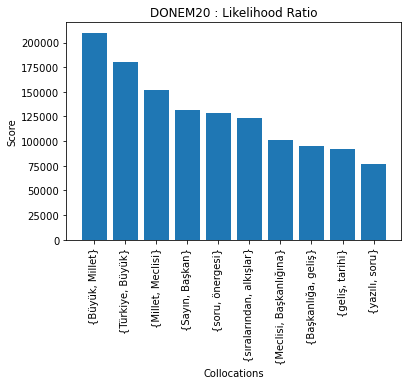 DONEM20 : Likelihood Ratio
Score
200000
175000
150000
125000
100000
75000
50000
25000
0
{Büyük, Millet}
{Türkiye, Büyük}
{Millet, Meclisi}
{Sayın, Başkan}
{soru, önergesi}
{sıralarından, alkışlar}
{Meclisi, Başkanlığına}
{Başkanlığa, geliş}
{geliş, tarihi}
{yazılı, soru}
Collocations